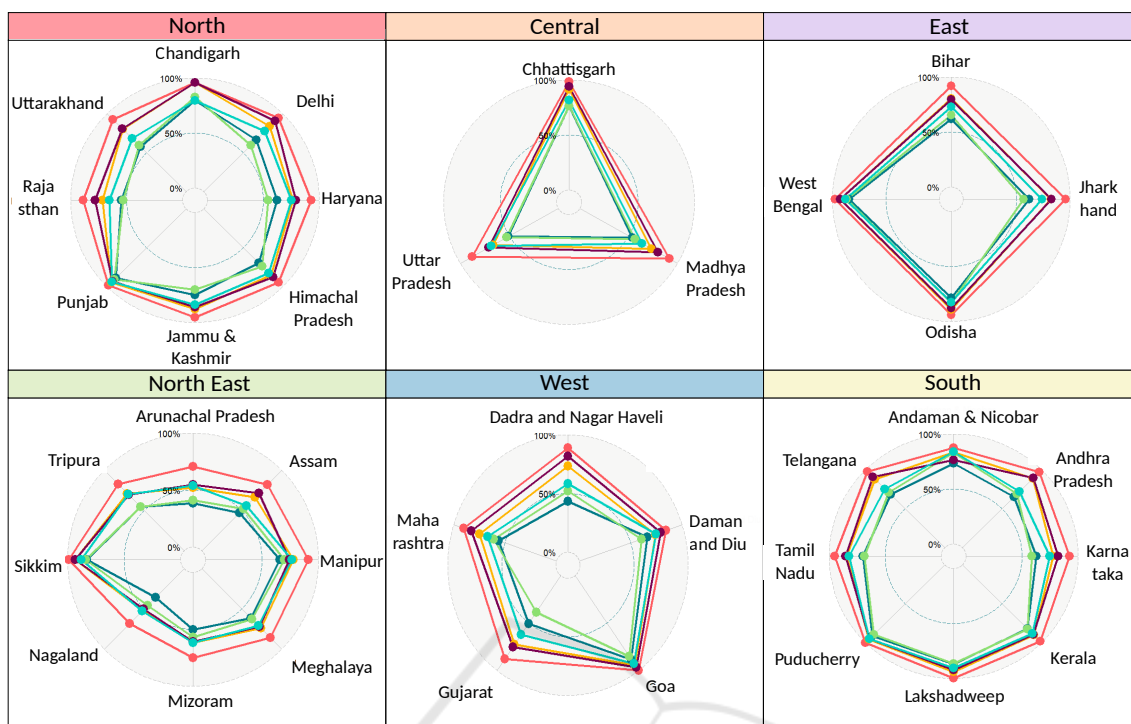 North
Chandigarh
100%
Uttarakhand
Delhi
50%
Raja
sthan
0%
Haryana
Punjab
Himachal
Pradesh
Jammu &
Kashmir
Central
Chhattisgarh
100%
50%
0%
Uttar
Pradesh
Madhya
Pradesh
East
Bihar
100%
50%
West
Bengal
0%
Jhark
hand
Odisha
North East
Arunachal Pradesh
100%
Tripura
Assam
50%
0%
Sikkim
Manipur
Nagaland
Meghalaya
Mizoram
West
Dadra and Nagar Haveli
100%
50%
Maha
rashtra
Daman
and Diu
0%
Gujarat
Goa
South
Andaman & Nicobar
100%
Telangana
Andhra
Pradesh
50%
0%
Tamil
Nadu
Karna
taka
Puducherry
Kerala
Lakshadweep